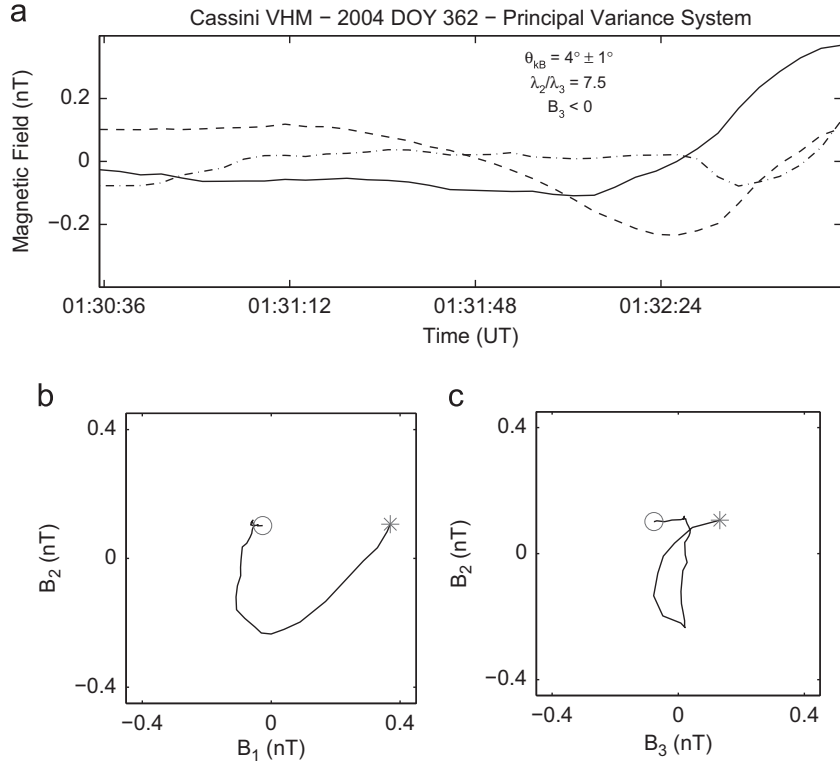 a
Cassini VHM − 2004 DOY 362 − Principal Variance System
θkB = 4° ± 1°
λ2/λ3 = 7.5
B3 < 0
Magnetic Field (nT)
0.2
0
−0.2
01:30:36 01:31:12 01:31:48 01:32:24
Time (UT)
b
0.4
0
−0.4
B2 (nT)
−0.4 0 0.4
B1 (nT)
c
0.4
0
−0.4
B2 (nT)
−0.4 0 0.4
B3 (nT)